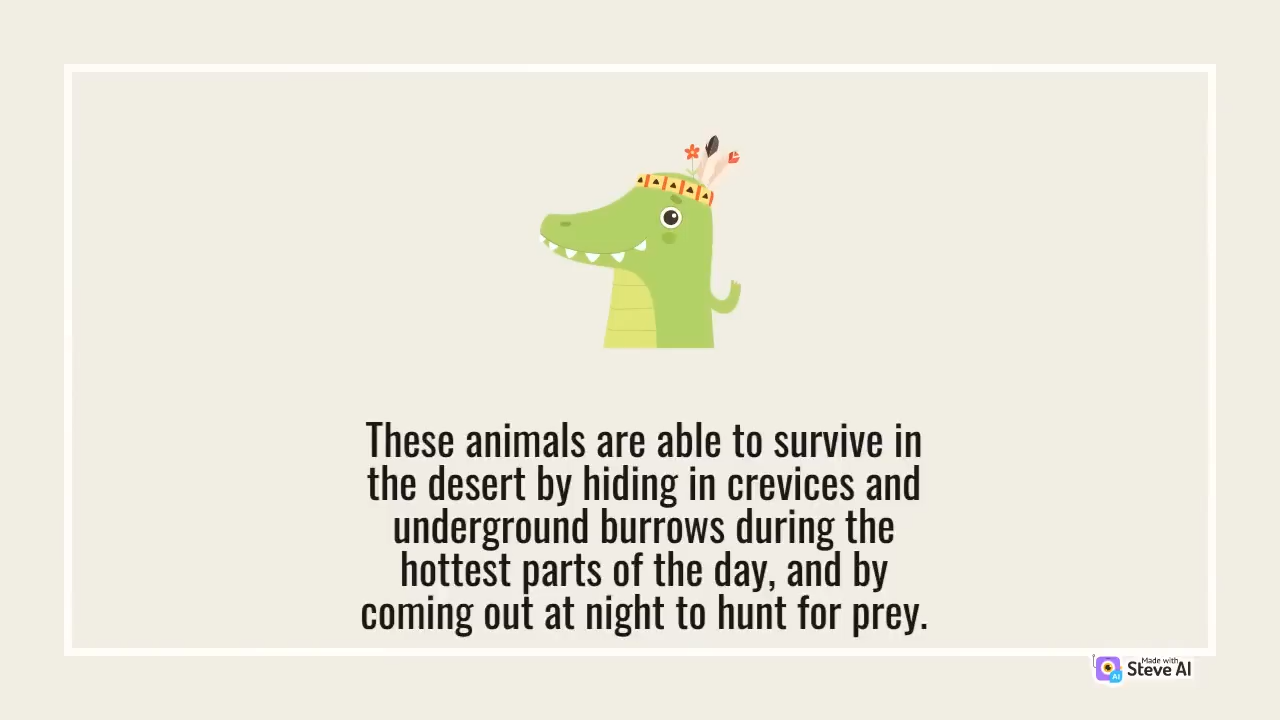 These animals are able to survive in
the desert by hiding in crevices and
underground burrows during the
hottest parts of the day, and by
coming out at night to hunt for prey.
Made with
Steve AI
AI